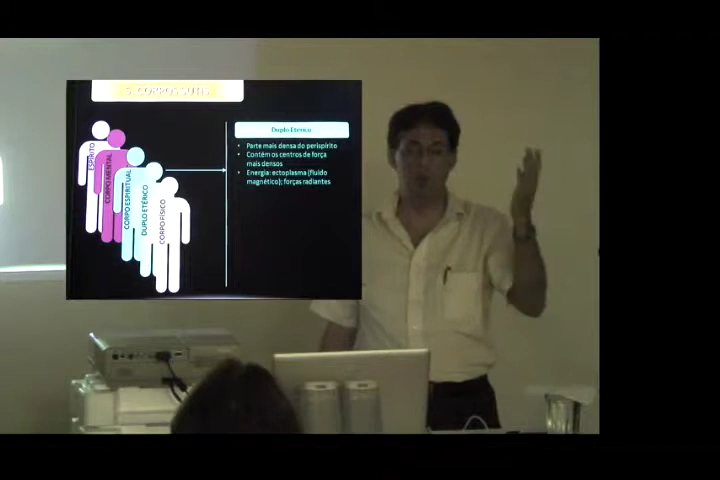 5. CORPOS SUTIS
ESPÍRITO
CORPO MENTAL
CORPO ESPIRITUAL
DUPLO ETÉRICO
CORPO FÍSICO
Duplo Etérico
• Parte mais densa do perispírito
• Contém os centros de força
mais densos
• Energia: ectoplasma (fluido
magnético); forças radiantes